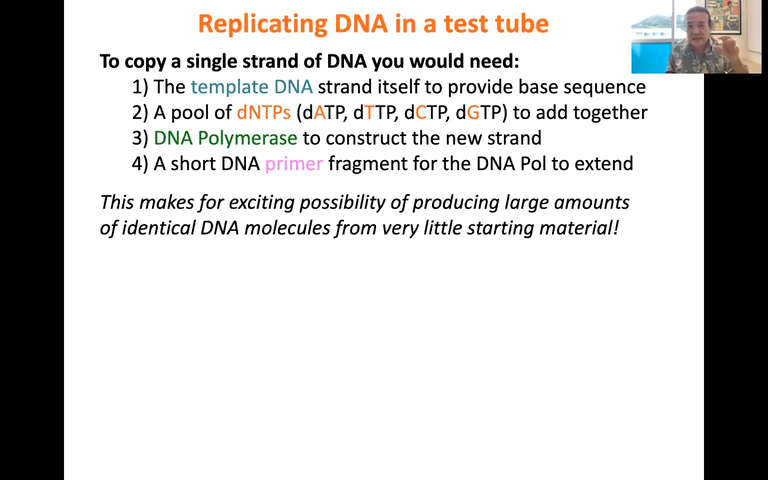 Replicating DNA in a test tube
To copy a single strand of DNA you would need:
1) The template DNA strand itself to provide base sequence
2) A pool of dNTPs (dATP, dTTP, dCTP, dGTP) to add together
3) DNA Polymerase to construct the new strand
4) A short DNA primer fragment for the DNA Pol to extend
This makes for exciting possibility of producing large amounts
of identical DNA molecules from very little starting material!